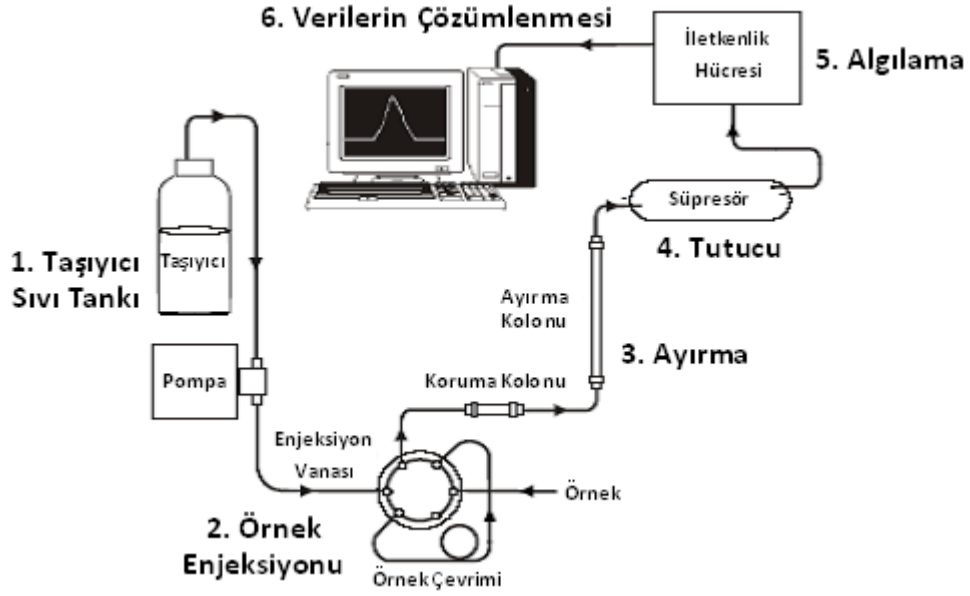 6. Verilerin Çözümlenmesi
İletkenlik
Hücresi
5. Algılama
Süpresör
4. Tutucu
1. Taşıyıcı
Sıvı Tankı
Taşıyıcı
Ayırma
Kolonu
3. Ayırma
Pompa
Koruma Kolonu
Enjeksiyon
Vanası
Örnek
2. Örnek
Enjeksiyonu
Örnek Çevrimi